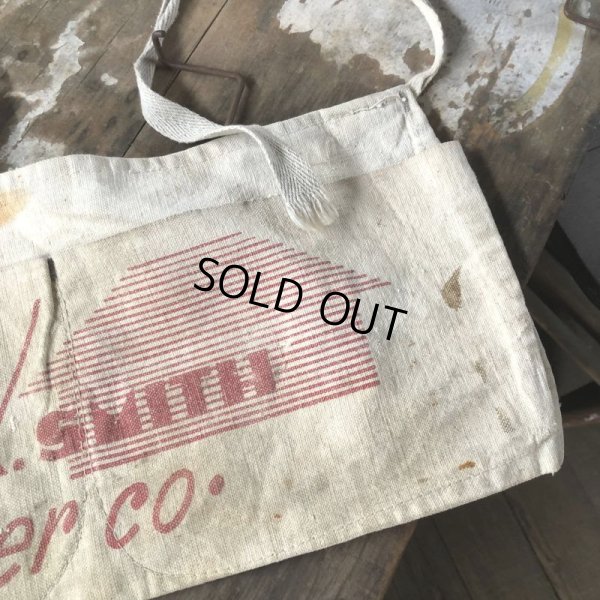 SOLD OUT
. SMITH
er co.